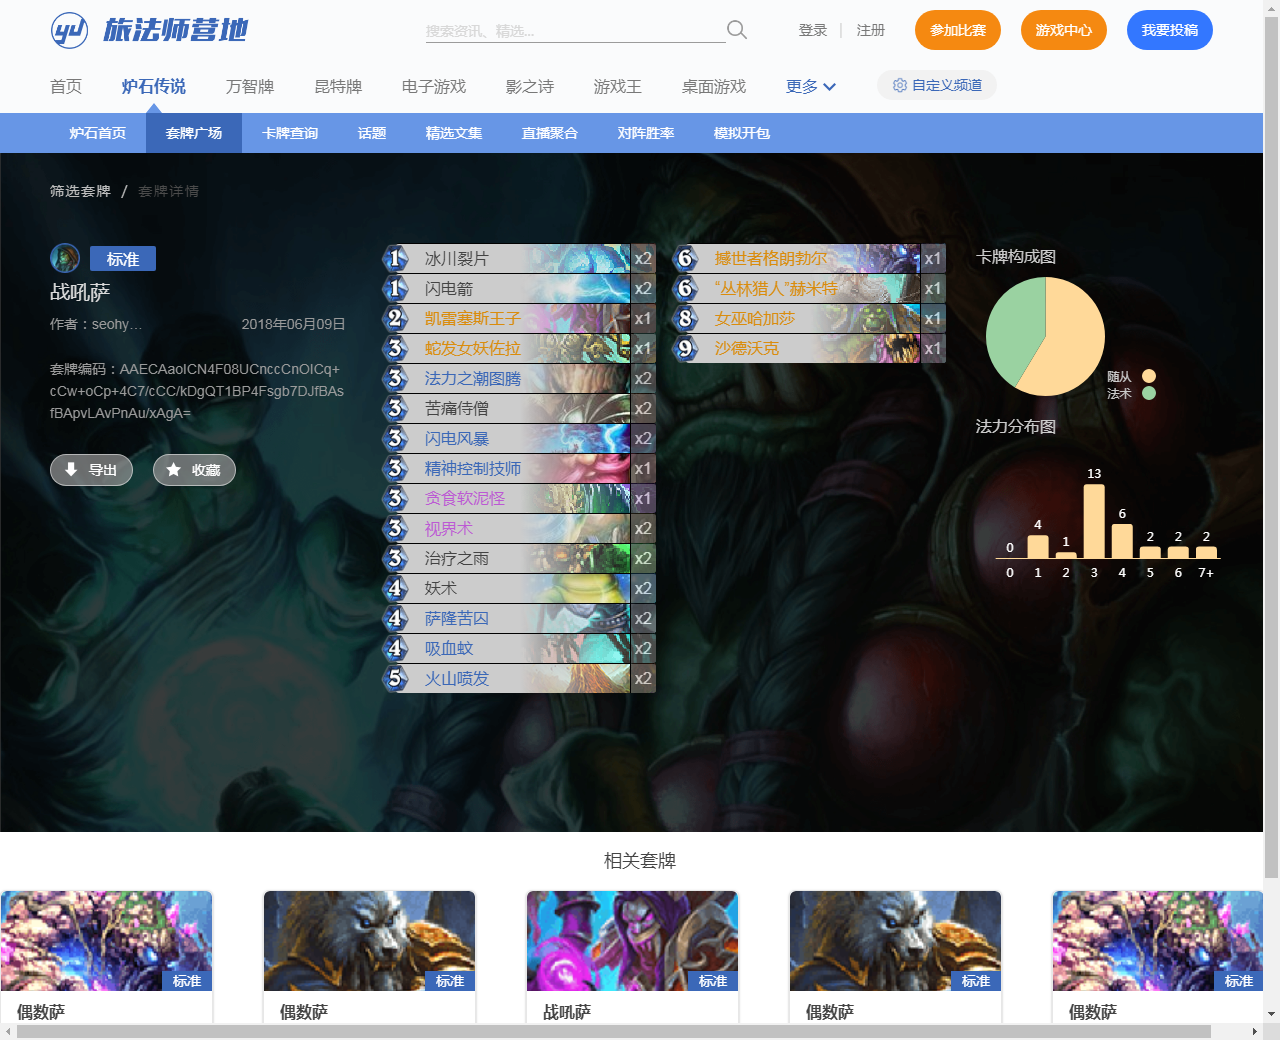 旅法师营地
搜索资讯、精选...
登录 注册
参加比赛 游戏中心 我要投稿
首页 炉石传说 万智牌 昆特牌 电子游戏 影之诗 游戏王 桌面游戏 更多 自定义频道
炉石首页 套牌广场 卡牌查询 话题 精选文集 直播聚合 对阵胜率 模拟开包
筛选套牌 / 套牌详情
标准
战吼萨
作者：seohy... 2018年06月09日
套牌编码：AAECAaoICN4F08UCnccCnOICq+
cCw+oCp+4C7/cCC/kDgQT1BP4Fsgb7DJfBAs
fBApvLAvPnAu/xAgA=
导出 收藏
1 冰川裂片 x2
1 闪电箭 x2
2 凯雷塞斯王子 x1
3 蛇发女妖佐拉 x1
3 法力之潮图腾 x2
3 苦痛侍僧 x2
3 闪电风暴 x2
3 精神控制技师 x1
3 贪食软泥怪 x1
3 视界术 x2
3 治疗之雨 x2
4 妖术 x2
4 萨隆苦囚 x2
4 吸血蚊 x2
5 火山喷发 x2
6 撼世者格朗勃尔 x1
6 “丛林猎人”赫米特 x1
8 女巫哈加莎 x1
9 沙德沃克 x1
卡牌构成图
随从
法术
法力分布图
0 4 1 13 6 2 2 2
0 1 2 3 4 5 6 7+
相关套牌
标准 标准 标准 标准 标准
偶数萨 偶数萨 战吼萨 偶数萨 偶数萨